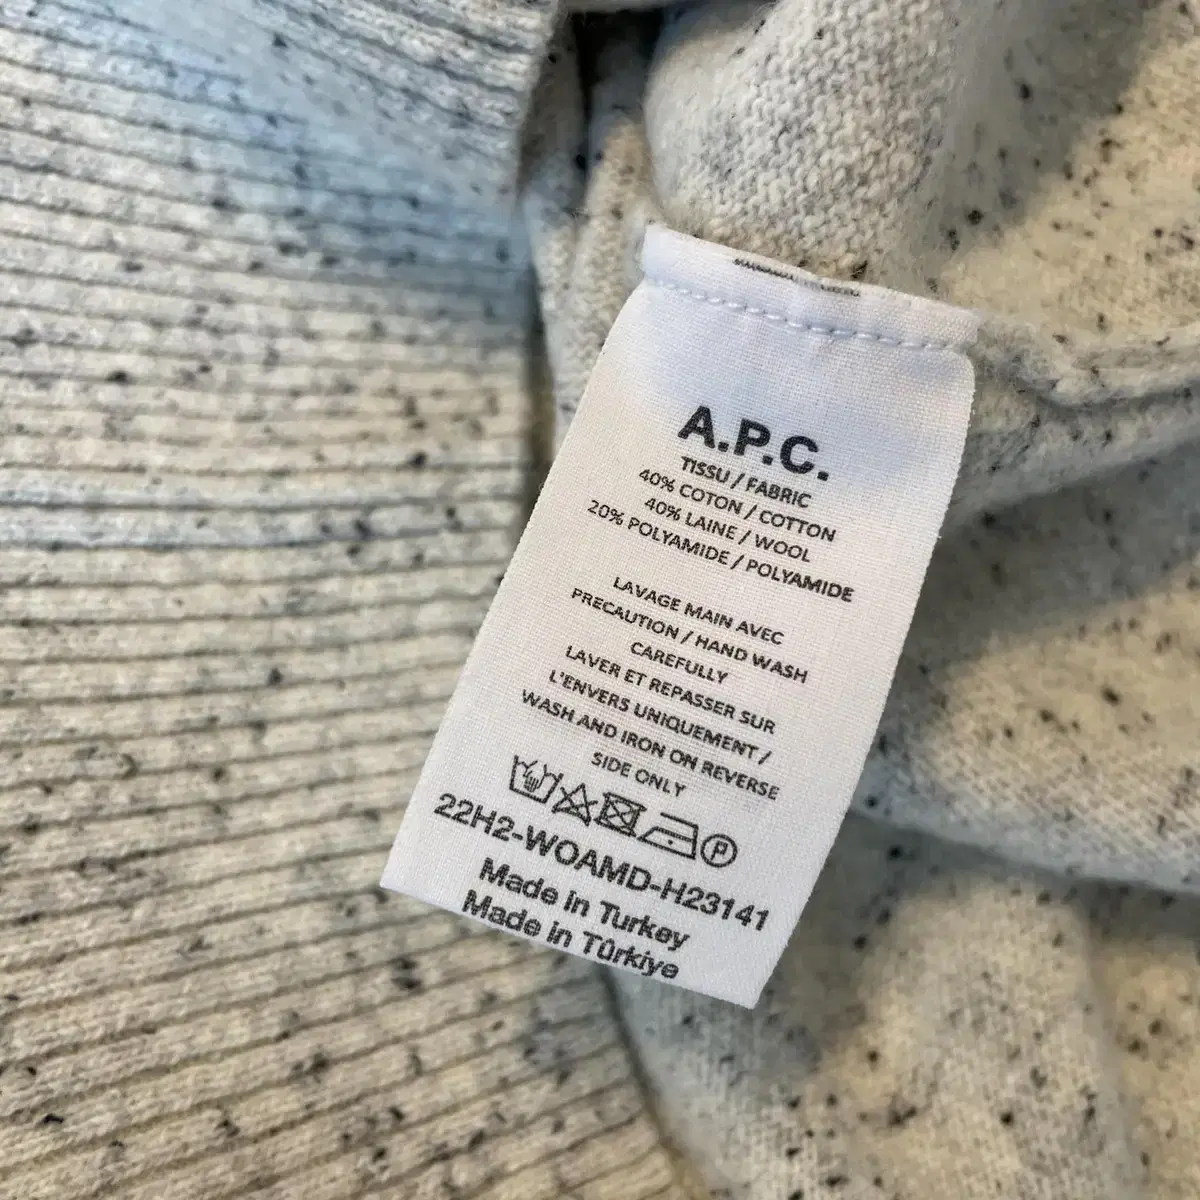 A.P.C.
TISSU / FABRIC
40% COTON / COTTON
40% LAINE / WOOL
20% POLYAMIDE / POLYAMIDE
LAVAGE MAIN AVEC
PRECAUTION / HAND WASH
CAREFULLY
LAVER ET REPASSER SUR
L'ENVERS UNIQUEMENT /
WASH AND IRON ON REVERSE
SIDE ONLY
P
22H2-WOAMD-H23141
Made in Turkey
Made in Türkiye